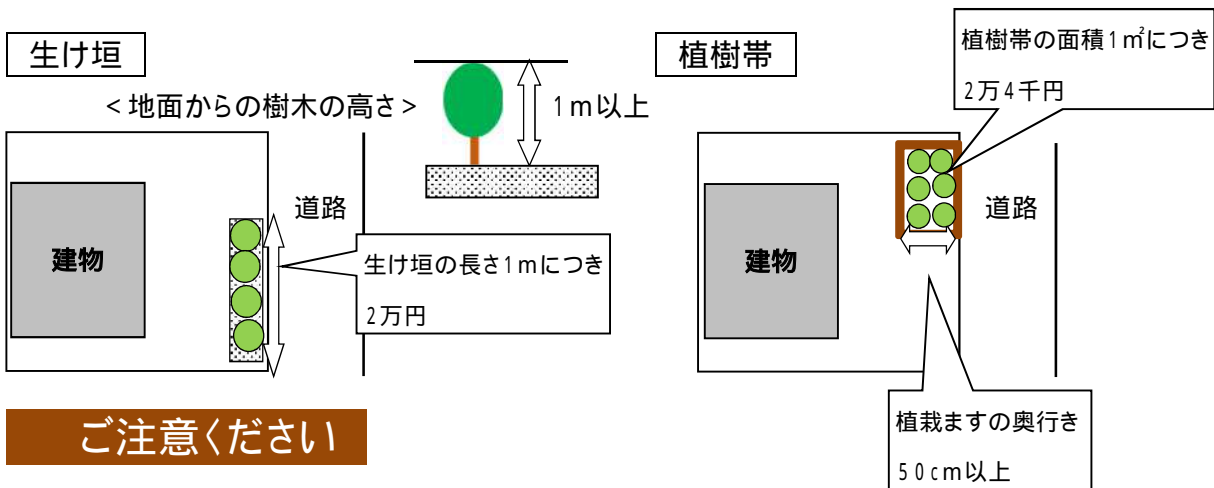 生け垣
<地面からの樹木の高さ>
1m以上
建物
道路
生け垣の長さ1mにつき
2万円
植樹帯
植樹帯の面積1㎡につき
2万4千円
建物
道路
植栽ますの奥行き
50cm以上
ご注意ください